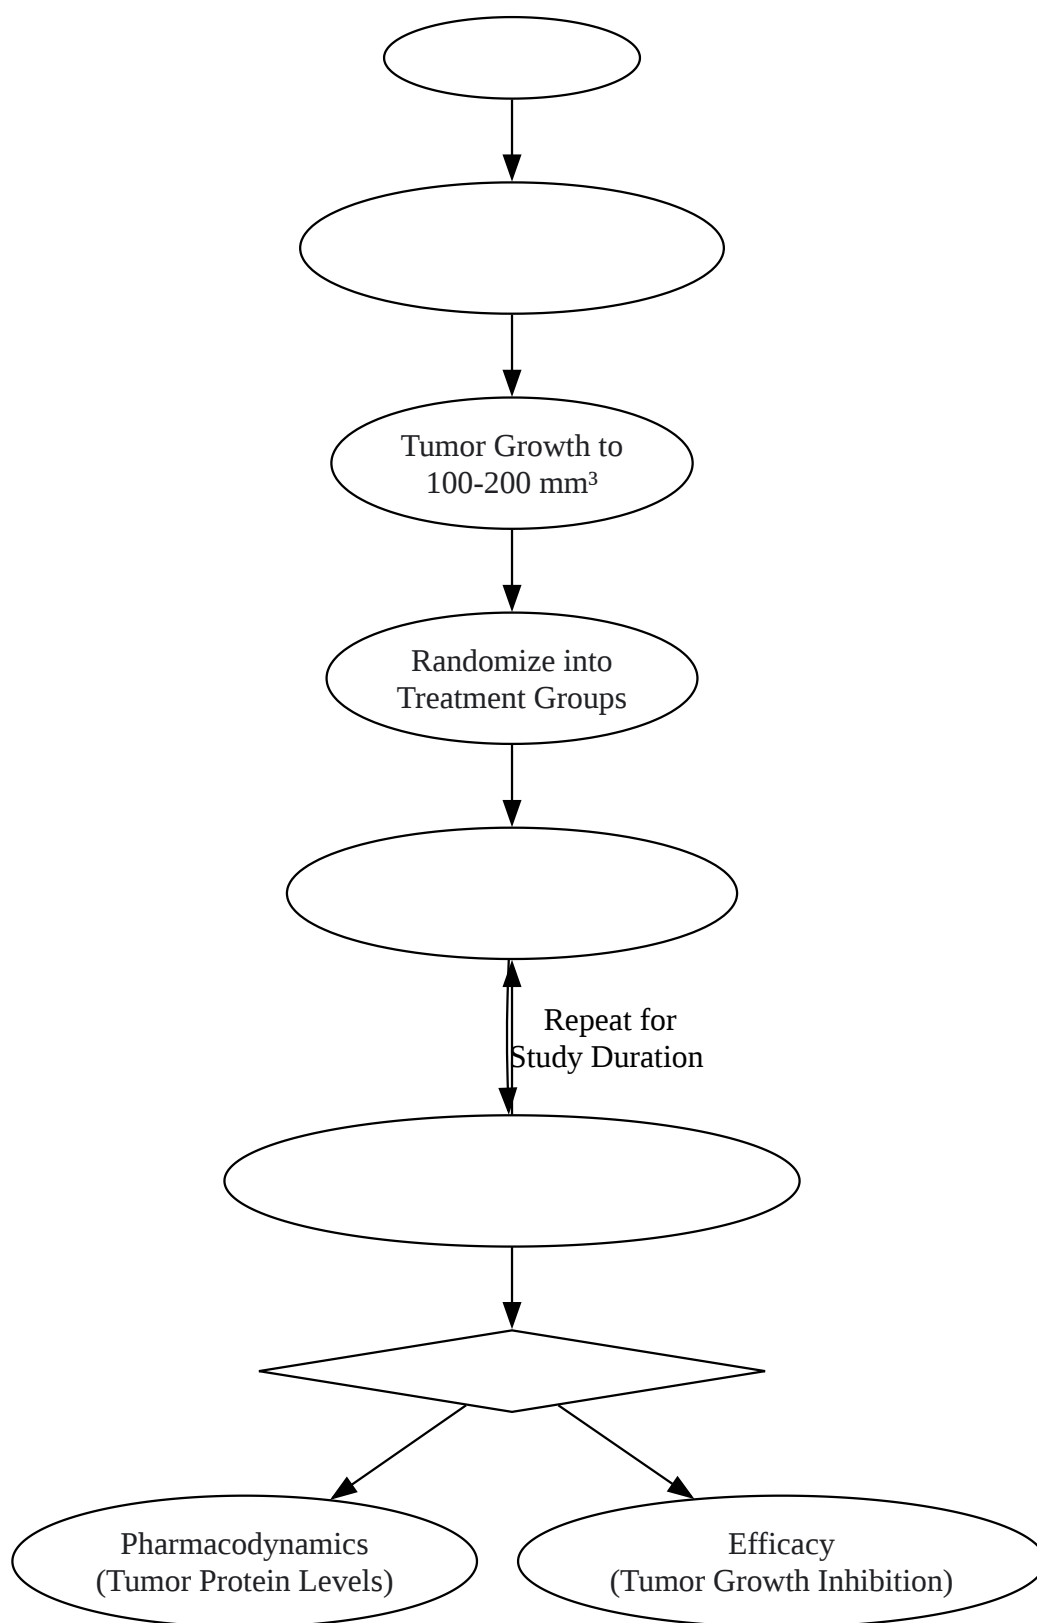 Tumor Growth to
100-200 mm³
Randomize into
Treatment Groups
Repeat for
Study Duration
Pharmacodynamics
(Tumor Protein Levels)
Efficacy
(Tumor Growth Inhibition)